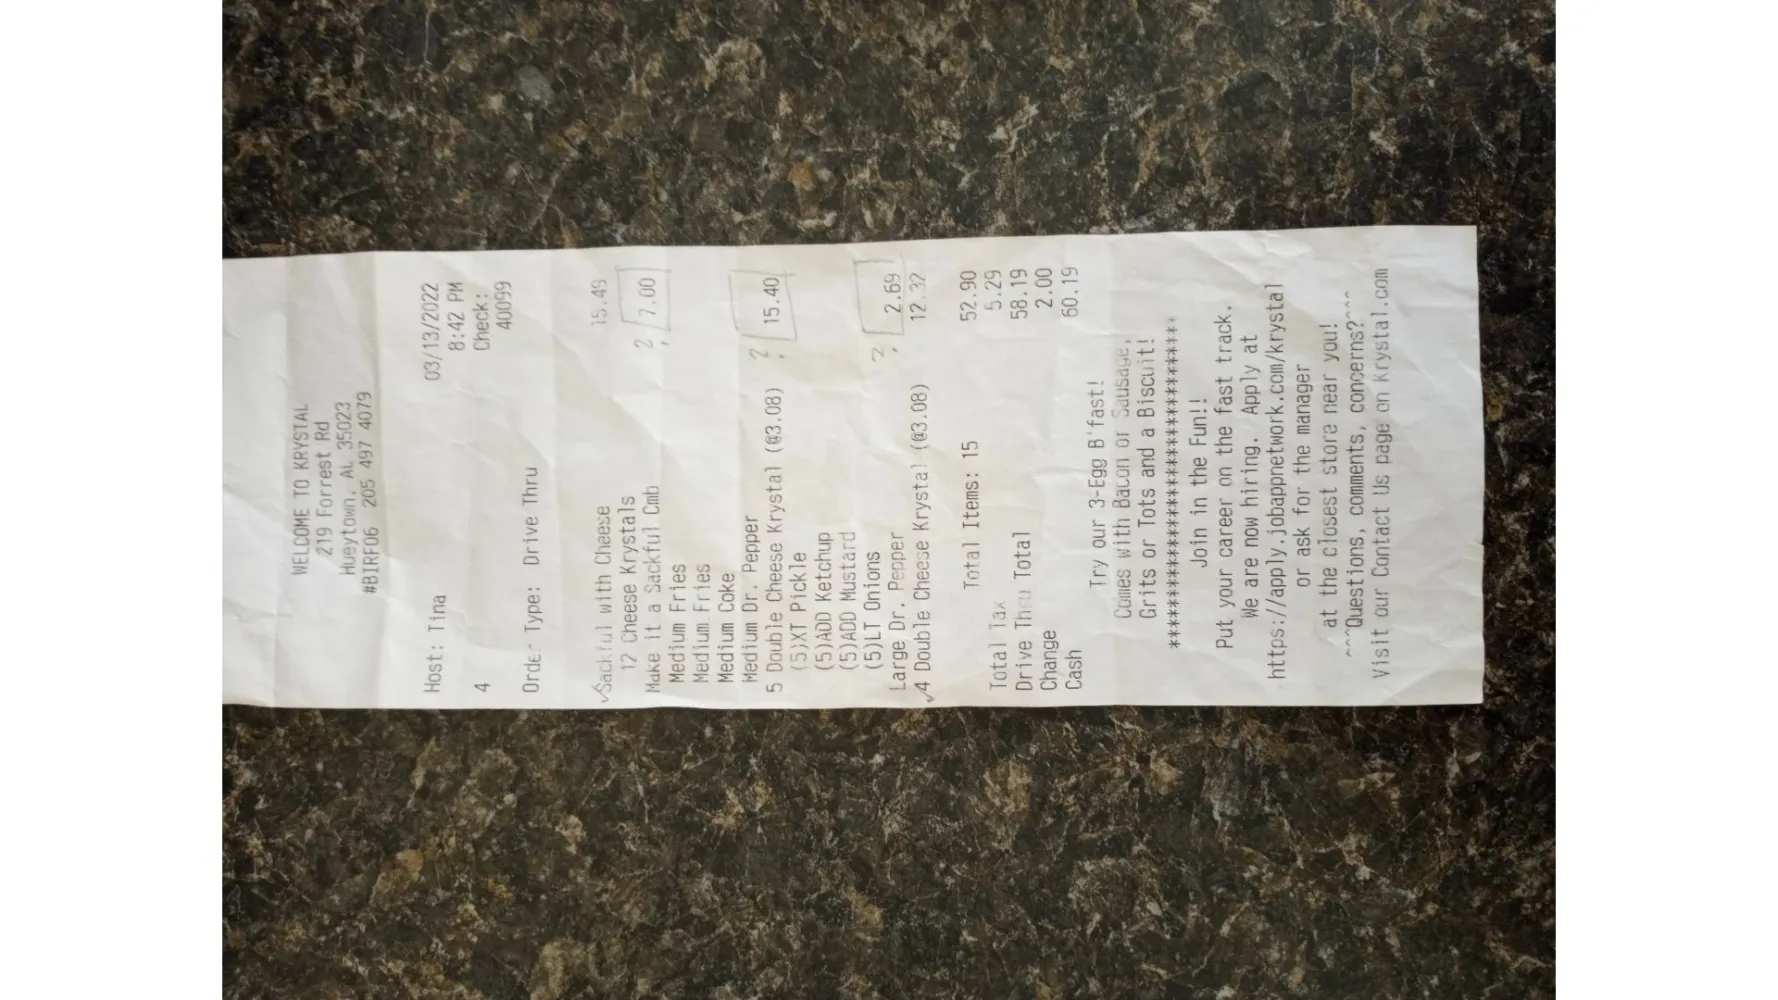 WELCOME TO KRYSTAL
219 Forrest Rd
Hueytown, AL 35023
#BIRF06 205 497 4079
Host: Tina 03/13/2022
8:42 PM
4 Check:
40099
Order Type: Drive Thru
✓Sackful with Cheese 15.49
12 Cheese Krystals
Make it a Sackful Cmb ? 7.00
Medium Fries
Medium Fries
Medium Coke
Medium Dr. Pepper
5 Double Cheese Krystal (@3.08) ? 15.40
(5)XT Pickle
(5)ADD Ketchup
(5)ADD Mustard
(5)LT Onions
Large Dr. Pepper ? 2.69
✓4 Double Cheese Krystal (@3.08) 12.32
Total Items: 15 52.90
Total Tax 5.29
Drive Thru Total 58.19
Change 2.00
Cash 60.19
Try our 3-Egg B'fast!
Comes with Bacon or Sausage,
Grits or Tots and a Biscuit!
**********************************
Join in the Fun!!
Put your career on the fast track.
We are now hiring. Apply at
https://apply.jobappnetwork.com/krystal
or ask for the manager
at the closest store near you!
^^^Questions, comments, concerns?^^^
Visit our Contact Us page on Krystal.com